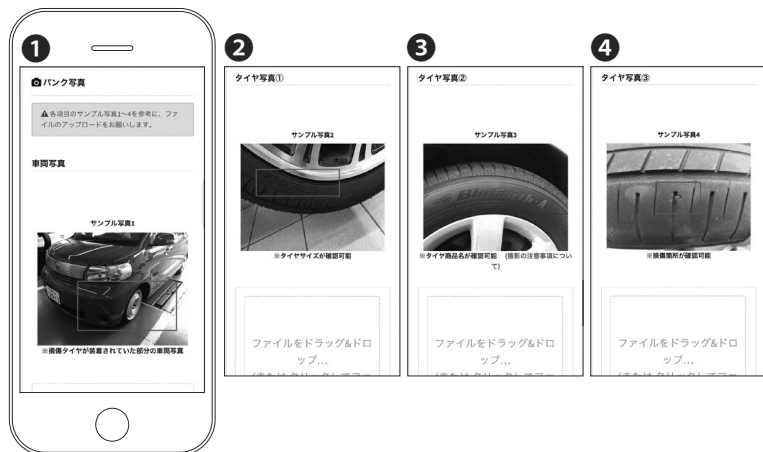 ❶
パンク写真
各項目のサンプル写真1~4を参考に、ファ
イルのアップロードをお願いします。
車両写真
サンプル写真1
※損傷タイヤが装着されていた部分の車両写真
❷
タイヤ写真①
サンプル写真2
※タイヤサイズが確認可能
ファイルをドラッグ&ドロ
ップ…
❸
タイヤ写真②
サンプル写真3
BluEarth-A
※タイヤ商品名が確認可能 (撮影の注意事項につい
て)
ファイルをドラッグ&ドロ
ップ…
❹
タイヤ写真③
サンプル写真4
※損傷箇所が確認可能
ファイルをドラッグ&ドロ
ップ…